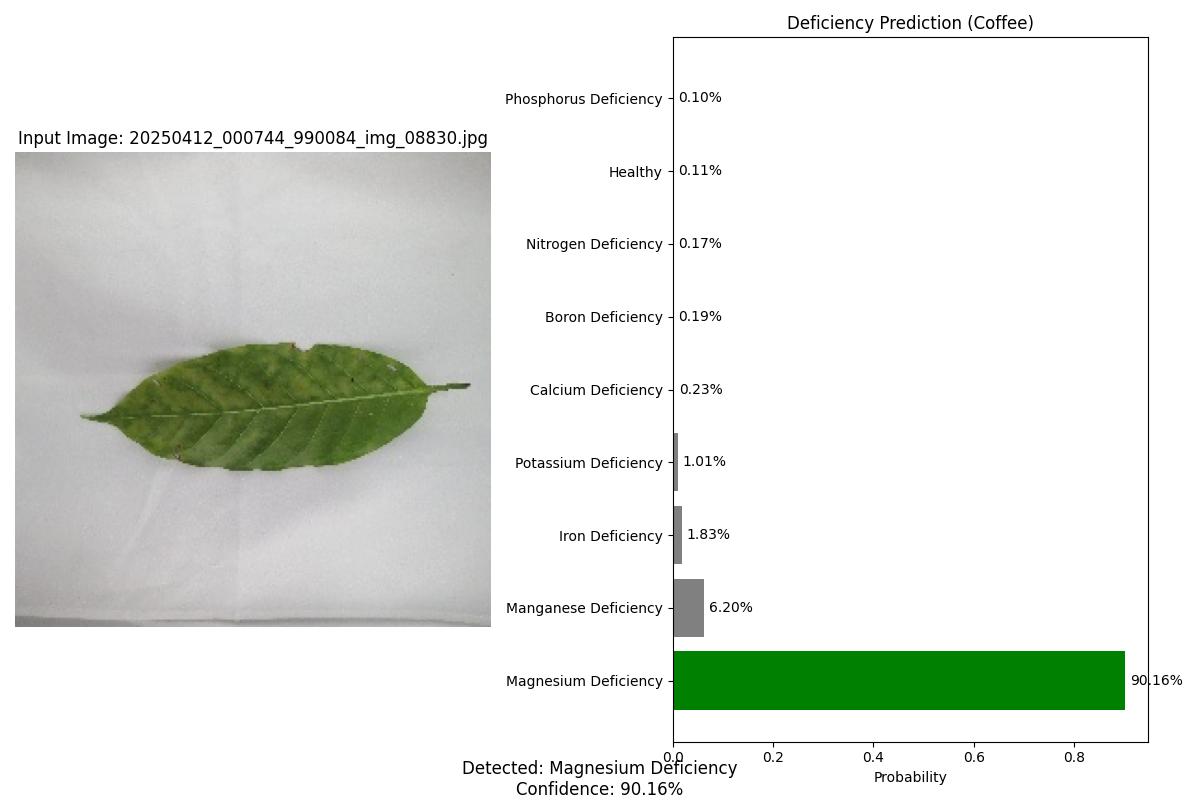 Deficiency Prediction (Coffee)
Input Image: 20250412_000744_990084_img_08830.jpg
Phosphorus Deficiency 0.10%
Healthy 0.11%
Nitrogen Deficiency 0.17%
Boron Deficiency 0.19%
Calcium Deficiency 0.23%
Potassium Deficiency 1.01%
Iron Deficiency 1.83%
Manganese Deficiency 6.20%
Magnesium Deficiency 90.16%
0.0 0.2 0.4 0.6 0.8
Probability
Detected: Magnesium Deficiency
Confidence: 90.16%